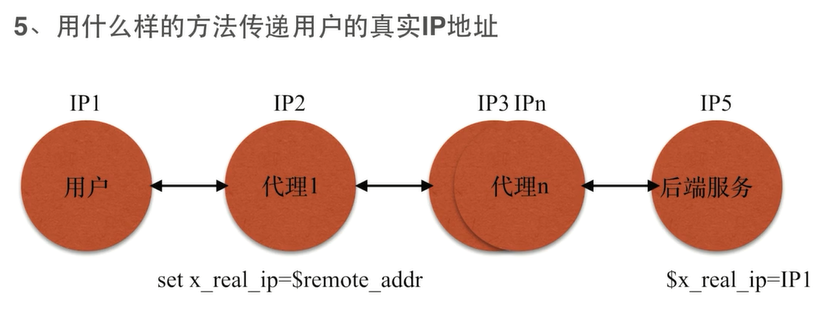 5、用什么样的方法传递用户的真实IP地址
IP1
IP2
IP3 IPn
IP5
用户
代理1
代理n
后端服务
set x_real_ip=$remote_addr
$x_real_ip=IP1